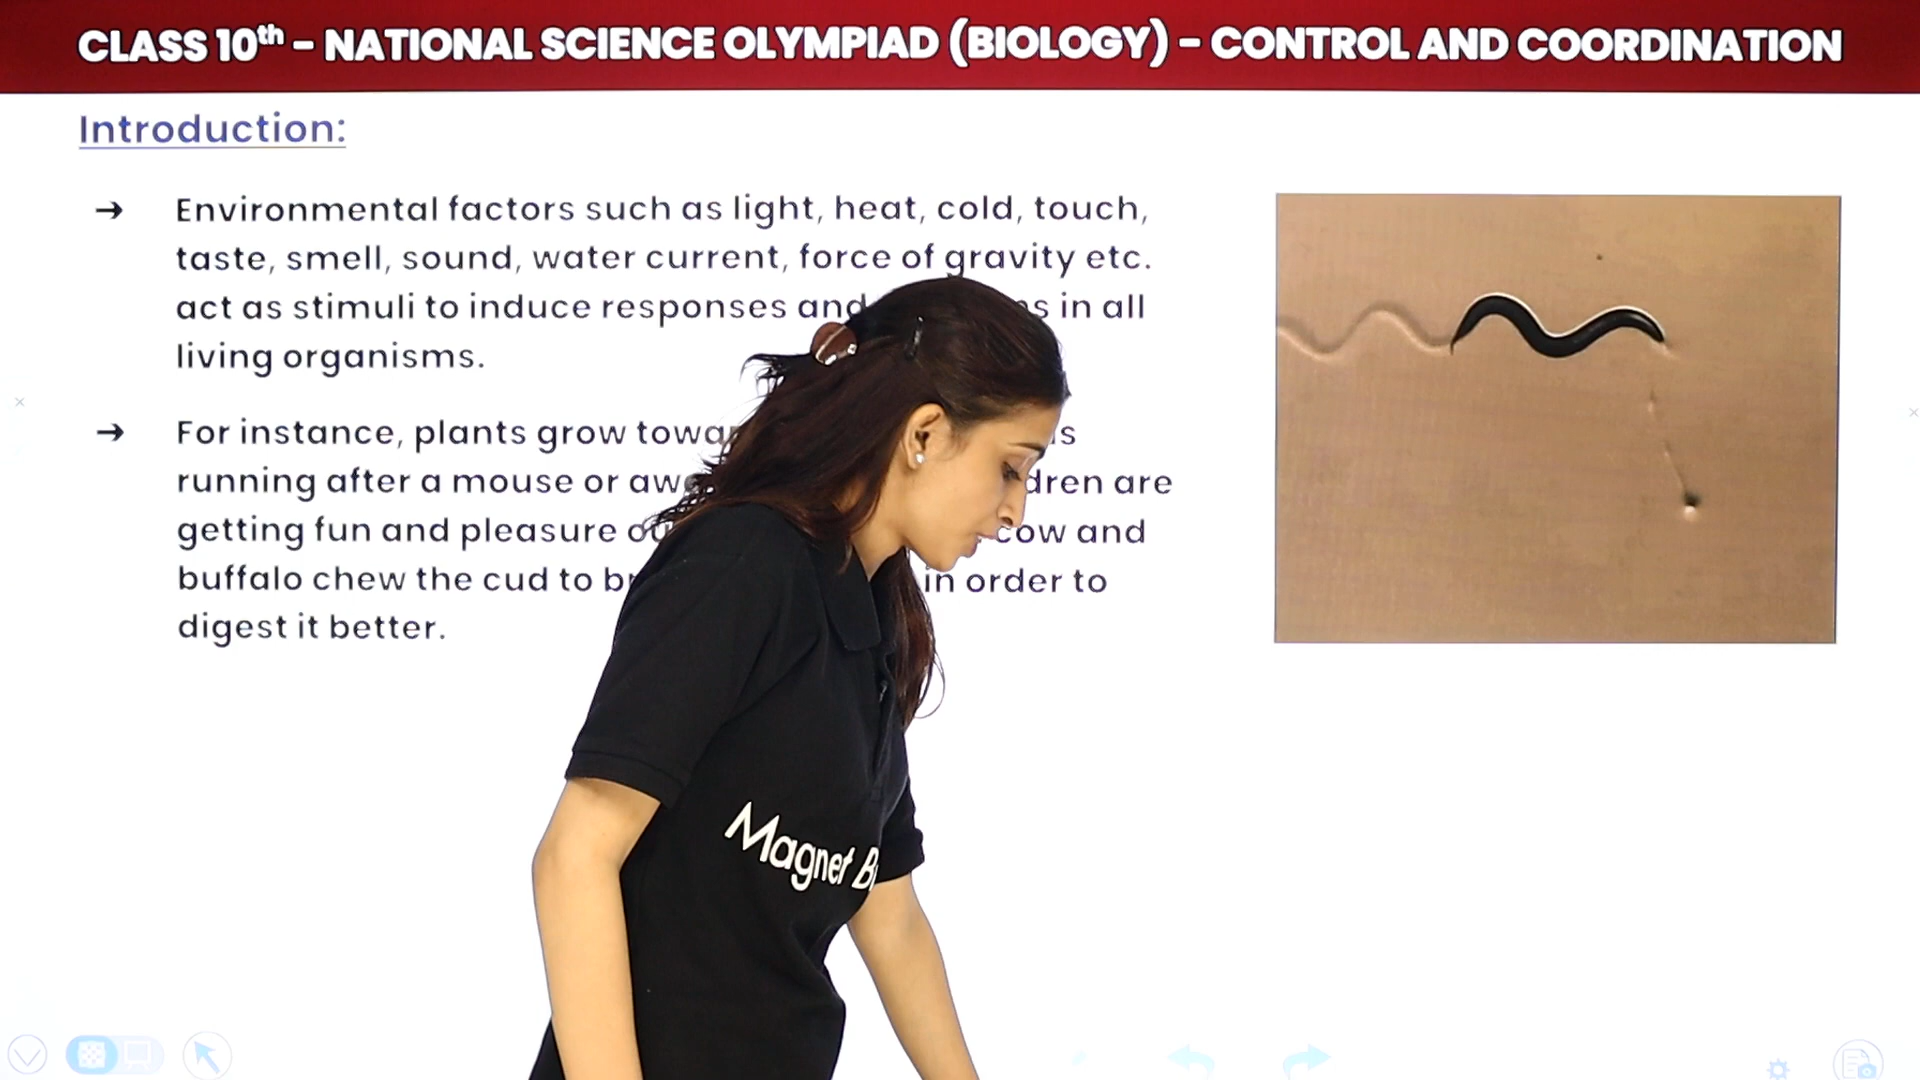 CLASS 10th – NATIONAL SCIENCE OLYMPIAD (BIOLOGY) – CONTROL AND COORDINATION
Introduction:
→ Environmental factors such as light, heat, cold, touch,
taste, smell, sound, water current, force of gravity etc.
act as stimuli to induce responses and in all
living organisms.
→ For instance, plants grow
running after a mouse or are
getting fun and pleasure cow and
buffalo chew the cud to in order to
digest it better.
Magnet